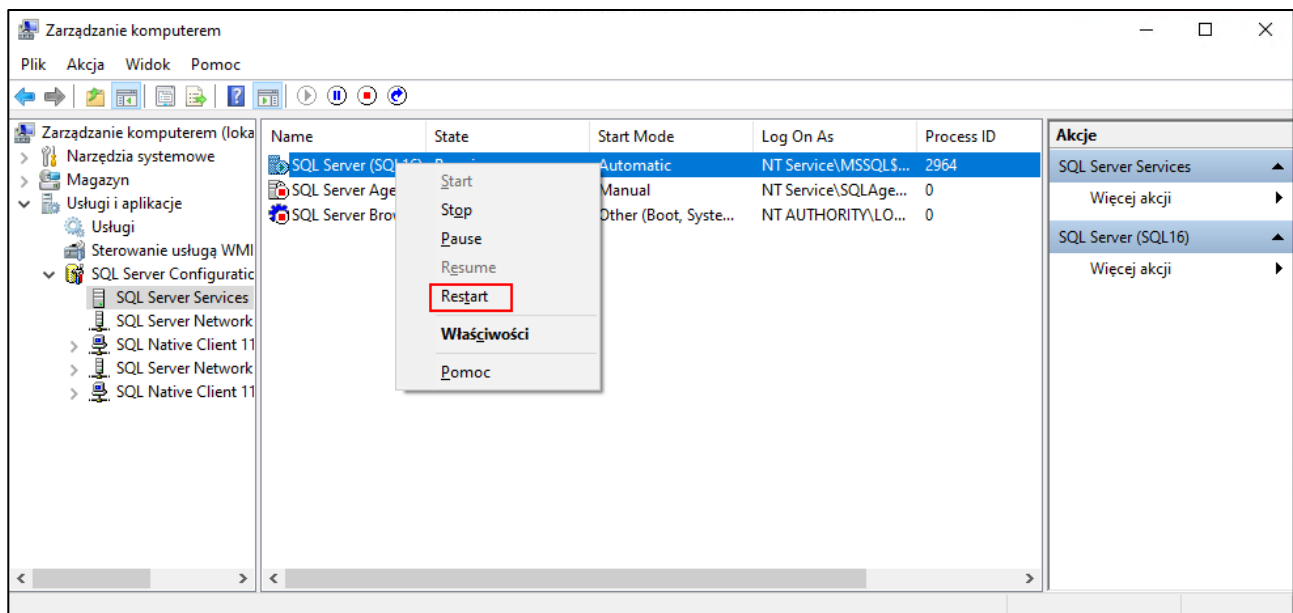 Zarządzanie komputerem
Plik Akcja Widok Pomoc
Zarządzanie komputerem (loka
Narzędzia systemowe
Magazyn
Usługi i aplikacje
Usługi
Sterowanie usługą WMI
SQL Server Configuratic
SQL Server Services
SQL Server Network
SQL Native Client 11
SQL Server Network
SQL Native Client 11
Name State Start Mode Log On As Process ID
SQL Server (SQL16) Automatic NT Service\MSSQL$... 2964
SQL Server Age Manual NT Service\SQLAge... 0
SQL Server Brov Other (Boot, Syste... NT AUTHORITY\LO... 0
Start
Stop
Pause
Resume
Restart
Właściwości
Pomoc
Akcje
SQL Server Services
Więcej akcji
SQL Server (SQL16)
Więcej akcji